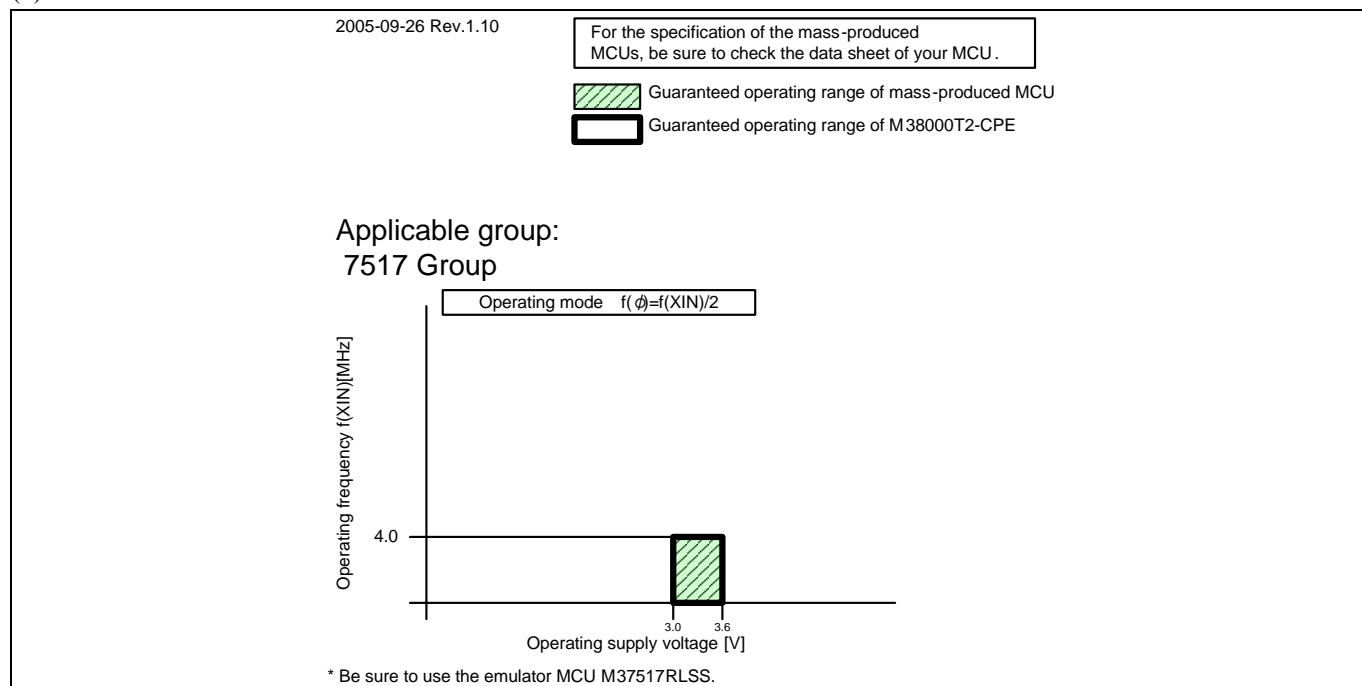 2005-09-26 Rev.1.10
For the specification of the mass-produced
MCUs, be sure to check the data sheet of your MCU.
Guaranteed operating range of mass-produced MCU
Guaranteed operating range of M38000T2-CPE
Applicable group:
7517 Group
Operating mode f(ϕ)=f(XIN)/2
Operating frequency f(XIN)[MHz]
4.0
3.0 3.6
Operating supply voltage [V]
* Be sure to use the emulator MCU M37517RLSS.